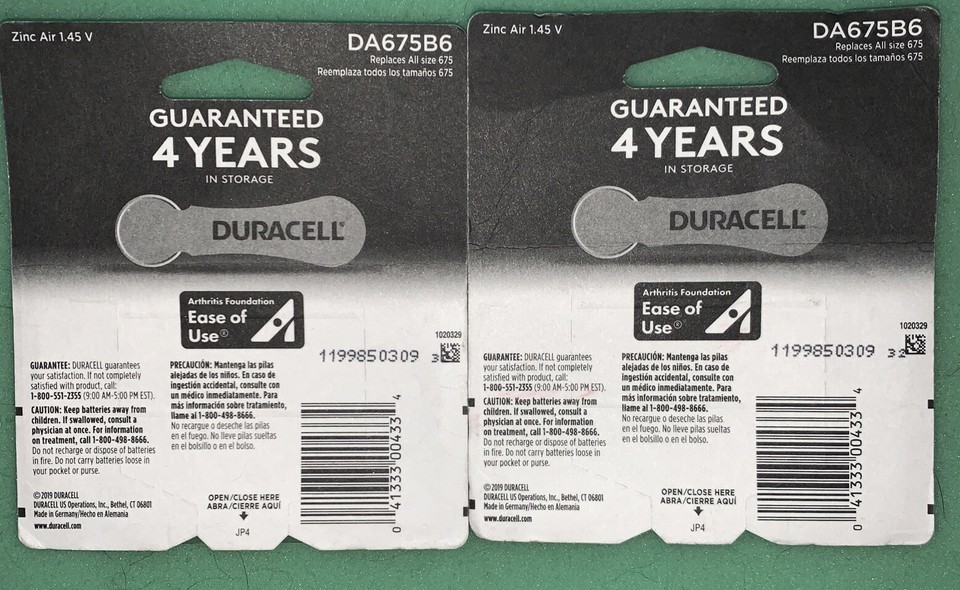 Zinc Air 1.45 V
DA675B6
Replaces All size 675
Reemplaza todos los tamaños 675
GUARANTEED
4 YEARS
IN STORAGE
DURACELL®
Arthritis Foundation
Ease of
Use®
1020329
1199850309 3
GUARANTEE: DURACELL guarantees
your satisfaction. If not completely
satisfied with product, call:
1-800-551-2355 (9:00 AM-5:00 PM EST).
CAUTION: Keep batteries away from
children. If swallowed, consult a
physician at once. For information
on treatment, call 1-800-498-8666.
Do not recharge or dispose of batteries
in fire. Do not carry batteries loose in
your pocket or purse.
PRECAUCIÓN: Mantenga las pilas
alejadas de los niños. En caso de
ingestión accidental, consulte con
un médico inmediatamente. Para
más información sobre tratamiento,
llame al 1-800-498-8666.
No recargue o deseche las pilas
en el fuego. No lleve pilas sueltas
en el bolsillo o en el bolso.
©2019 DURACELL
DURACELL US Operations, Inc., Bethel, CT 06801
Made in Germany/Hecho en Alemania
www.duracell.com
OPEN/CLOSE HERE
ABRA/CIERRE AQUÍ
JP4
0 41333 00433 4
Zinc Air 1.45 V
DA675B6
Replaces All size 675
Reemplaza todos los tamaños 675
GUARANTEED
4 YEARS
IN STORAGE
DURACELL®
Arthritis Foundation
Ease of
Use®
1020329
1199850309 32
GUARANTEE: DURACELL guarantees
your satisfaction. If not completely
satisfied with product, call:
1-800-551-2355 (9:00 AM-5:00 PM EST).
CAUTION: Keep batteries away from
children. If swallowed, consult a
physician at once. For information
on treatment, call 1-800-498-8666.
Do not recharge or dispose of batteries
in fire. Do not carry batteries loose in
your pocket or purse.
PRECAUCIÓN: Mantenga las pilas
alejadas de los niños. En caso de
ingestión accidental, consulte con
un médico inmediatamente. Para
más información sobre tratamiento,
llame al 1-800-498-8666.
No recargue o deseche las pilas
en el fuego. No lleve pilas sueltas
en el bolsillo o en el bolso.
©2019 DURACELL
DURACELL US Operations, Inc., Bethel, CT 06801
Made in Germany/Hecho en Alemania
www.duracell.com
OPEN/CLOSE HERE
ABRA/CIERRE AQUÍ
JP4
0 41333 00433 4